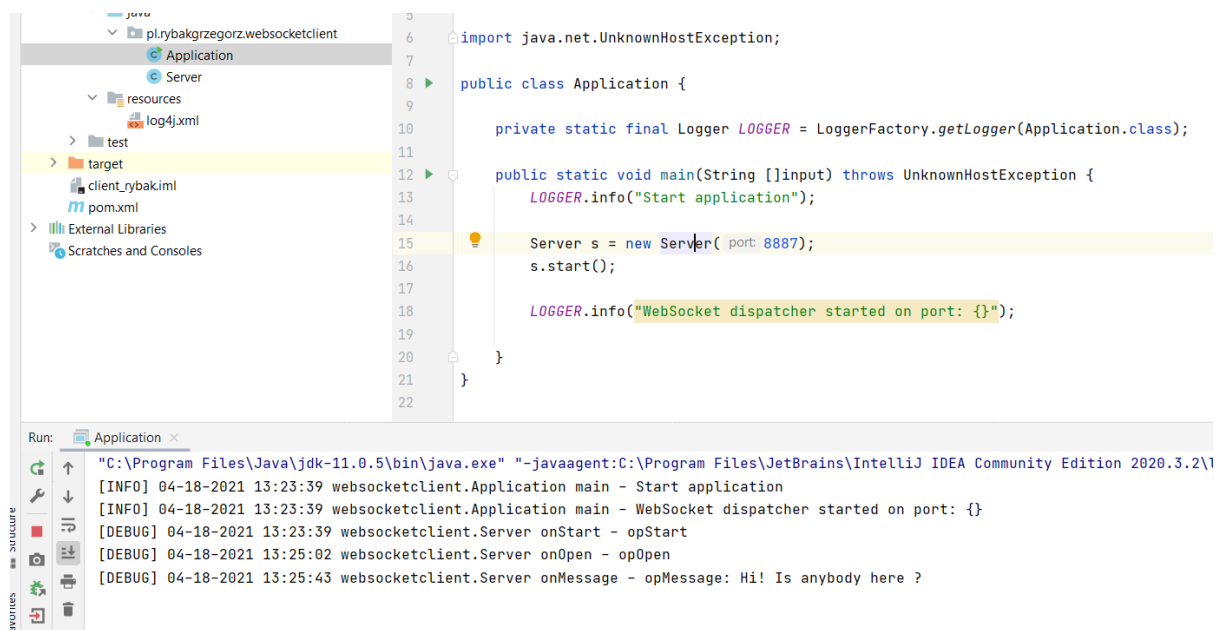 java
pl.rybakgrzegorz.websocketclient
Application
Server
resources
log4j.xml
test
target
client_rybak.iml
pom.xml
External Libraries
Scratches and Consoles
5
6 import java.net.UnknownHostException;
7
8 public class Application {
9
10 private static final Logger LOGGER = LoggerFactory.getLogger(Application.class);
11
12 public static void main(String []input) throws UnknownHostException {
13 LOGGER.info("Start application");
14
15 Server s = new Server( port: 8887);
16 s.start();
17
18 LOGGER.info("WebSocket dispatcher started on port: {}");
19
20 }
21 }
22
Run: Application
"C:\Program Files\Java\jdk-11.0.5\bin\java.exe" "-javaagent:C:\Program Files\JetBrains\IntelliJ IDEA Community Edition 2020.3.2\
[INFO] 04-18-2021 13:23:39 websocketclient.Application main - Start application
[INFO] 04-18-2021 13:23:39 websocketclient.Application main - WebSocket dispatcher started on port: {}
[DEBUG] 04-18-2021 13:23:39 websocketclient.Server onStart - opStart
[DEBUG] 04-18-2021 13:25:02 websocketclient.Server onOpen - opOpen
[DEBUG] 04-18-2021 13:25:43 websocketclient.Server onMessage - opMessage: Hi! Is anybody here ?
Structure